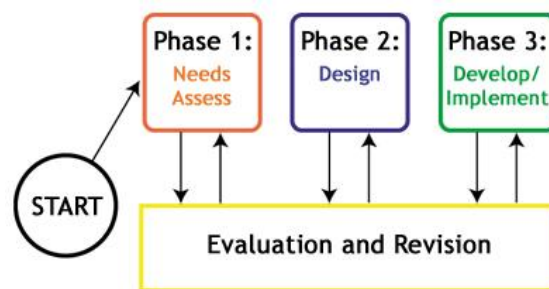 Phase 1:
Needs
Assess
Phase 2:
Design
Phase 3:
Develop/
Implement
START
Evaluation and Revision